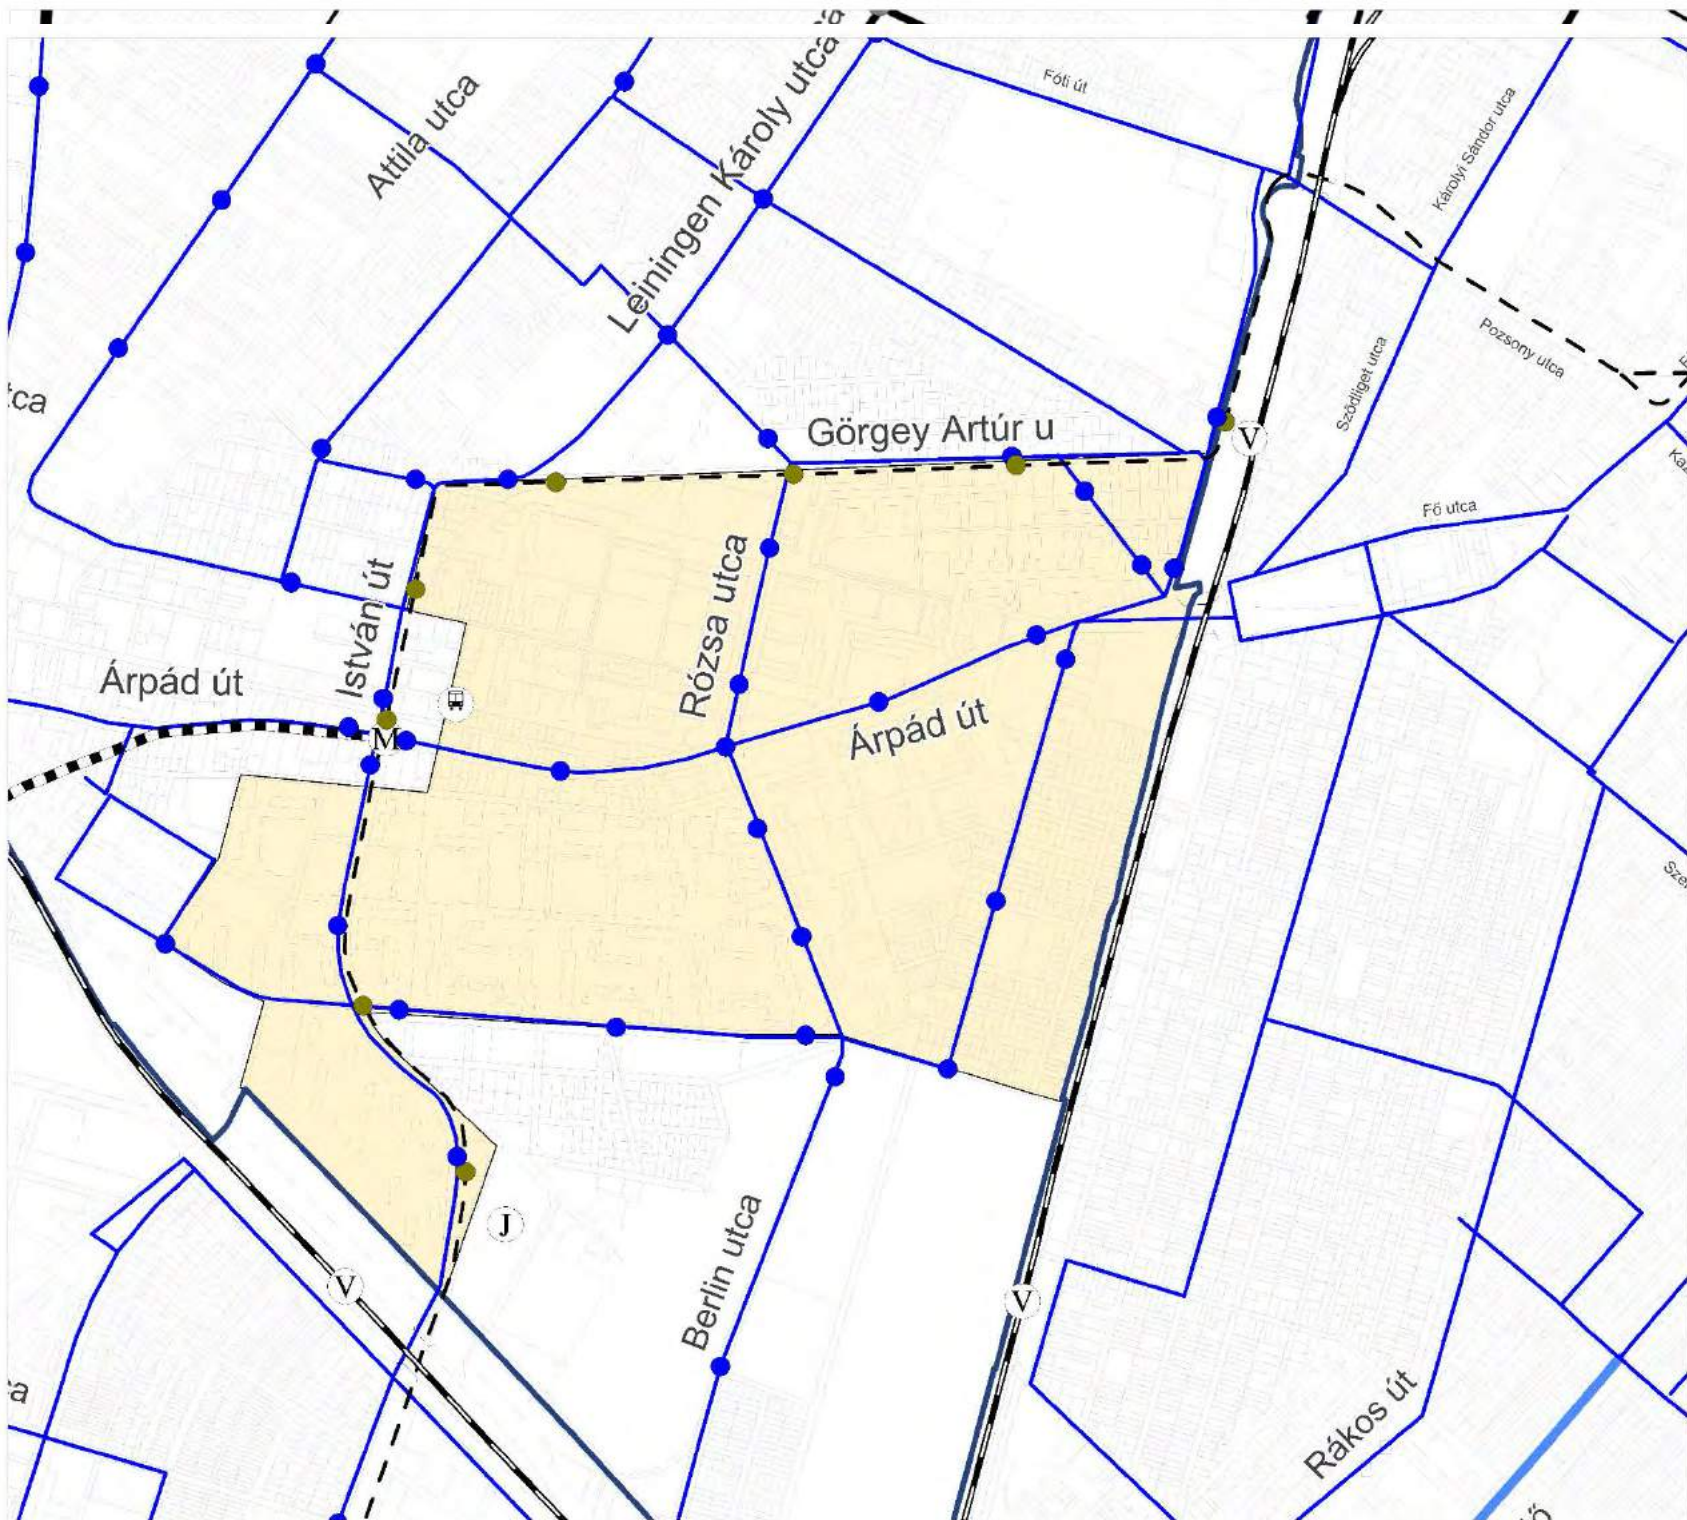 Fóti út
Attila utca
Leiningen Károly utca
Károlyi Sándor utca
Pozsony utca
Sződliget utca
Görgey Artúr u
V
Fő utca
István út
Rózsa utca
Árpád út
M
Árpád út
J
V
V
Berlin utca
Rákos út